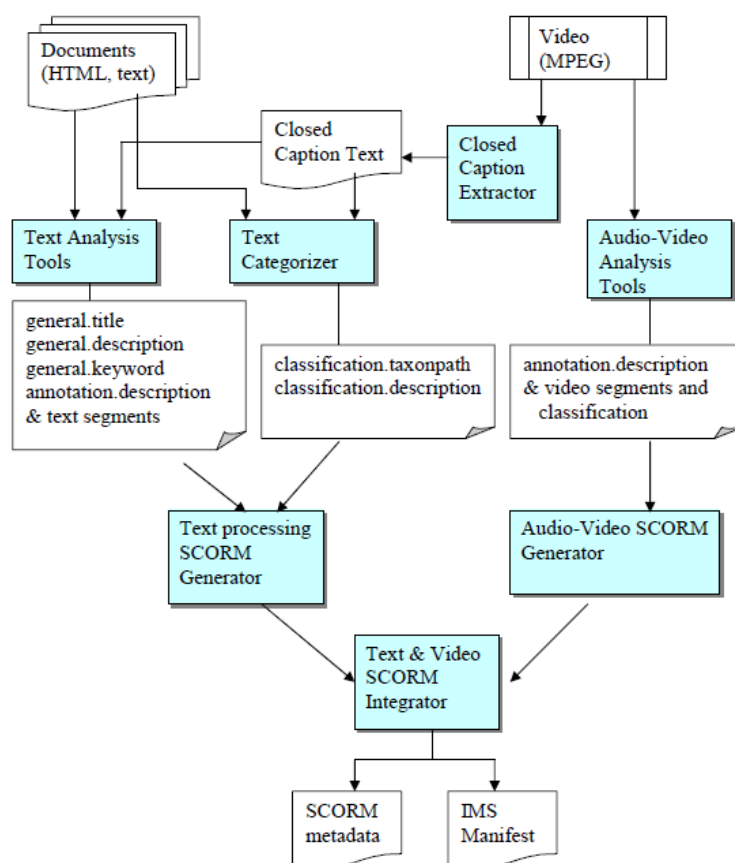 Documents
(HTML, text)
Video
(MPEG)
Closed
Caption Text
Closed
Caption
Extractor
Text Analysis
Tools
Text
Categorizer
Audio-Video
Analysis
Tools
general.title
general.description
general.keyword
annotation.description
& text segments
classification.taxonpath
classification.description
annotation.description
& video segments and
classification
Text processing
SCORM
Generator
Audio-Video SCORM
Generator
Text & Video
SCORM
Integrator
SCORM
metadata
IMS
Manifest